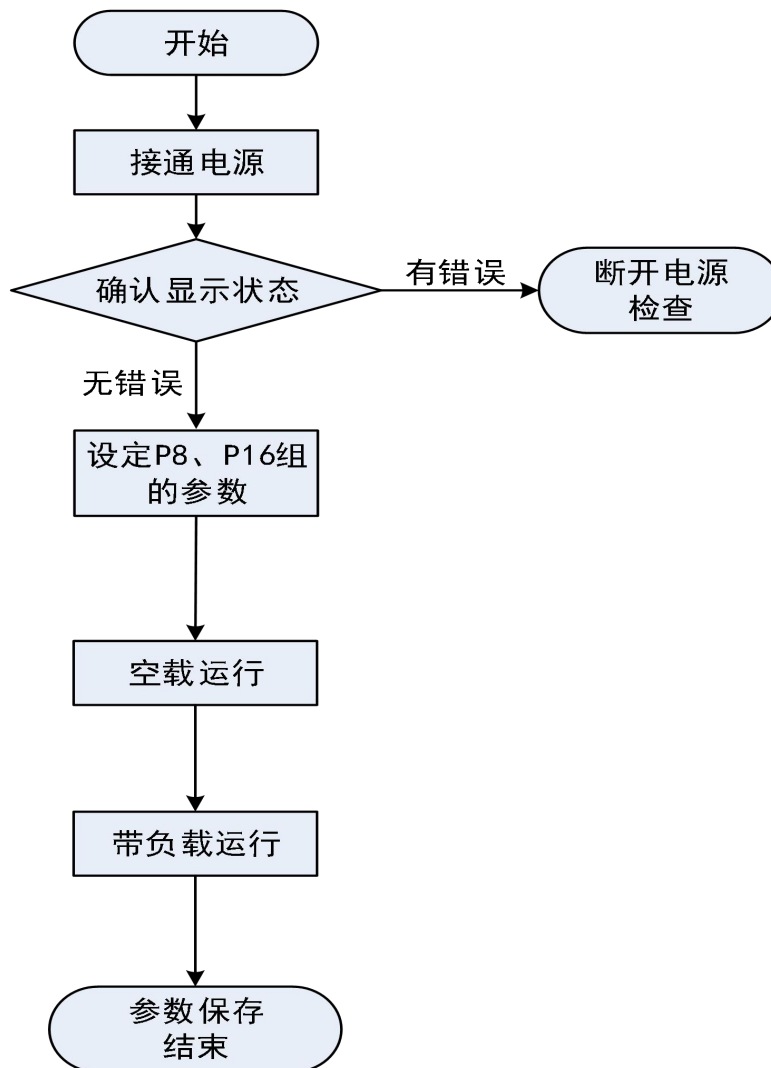 开始
接通电源
确认显示状态
有错误
断开电源
检查
无错误
设定P8、P16组
的参数
空载运行
带负载运行
参数保存
结束